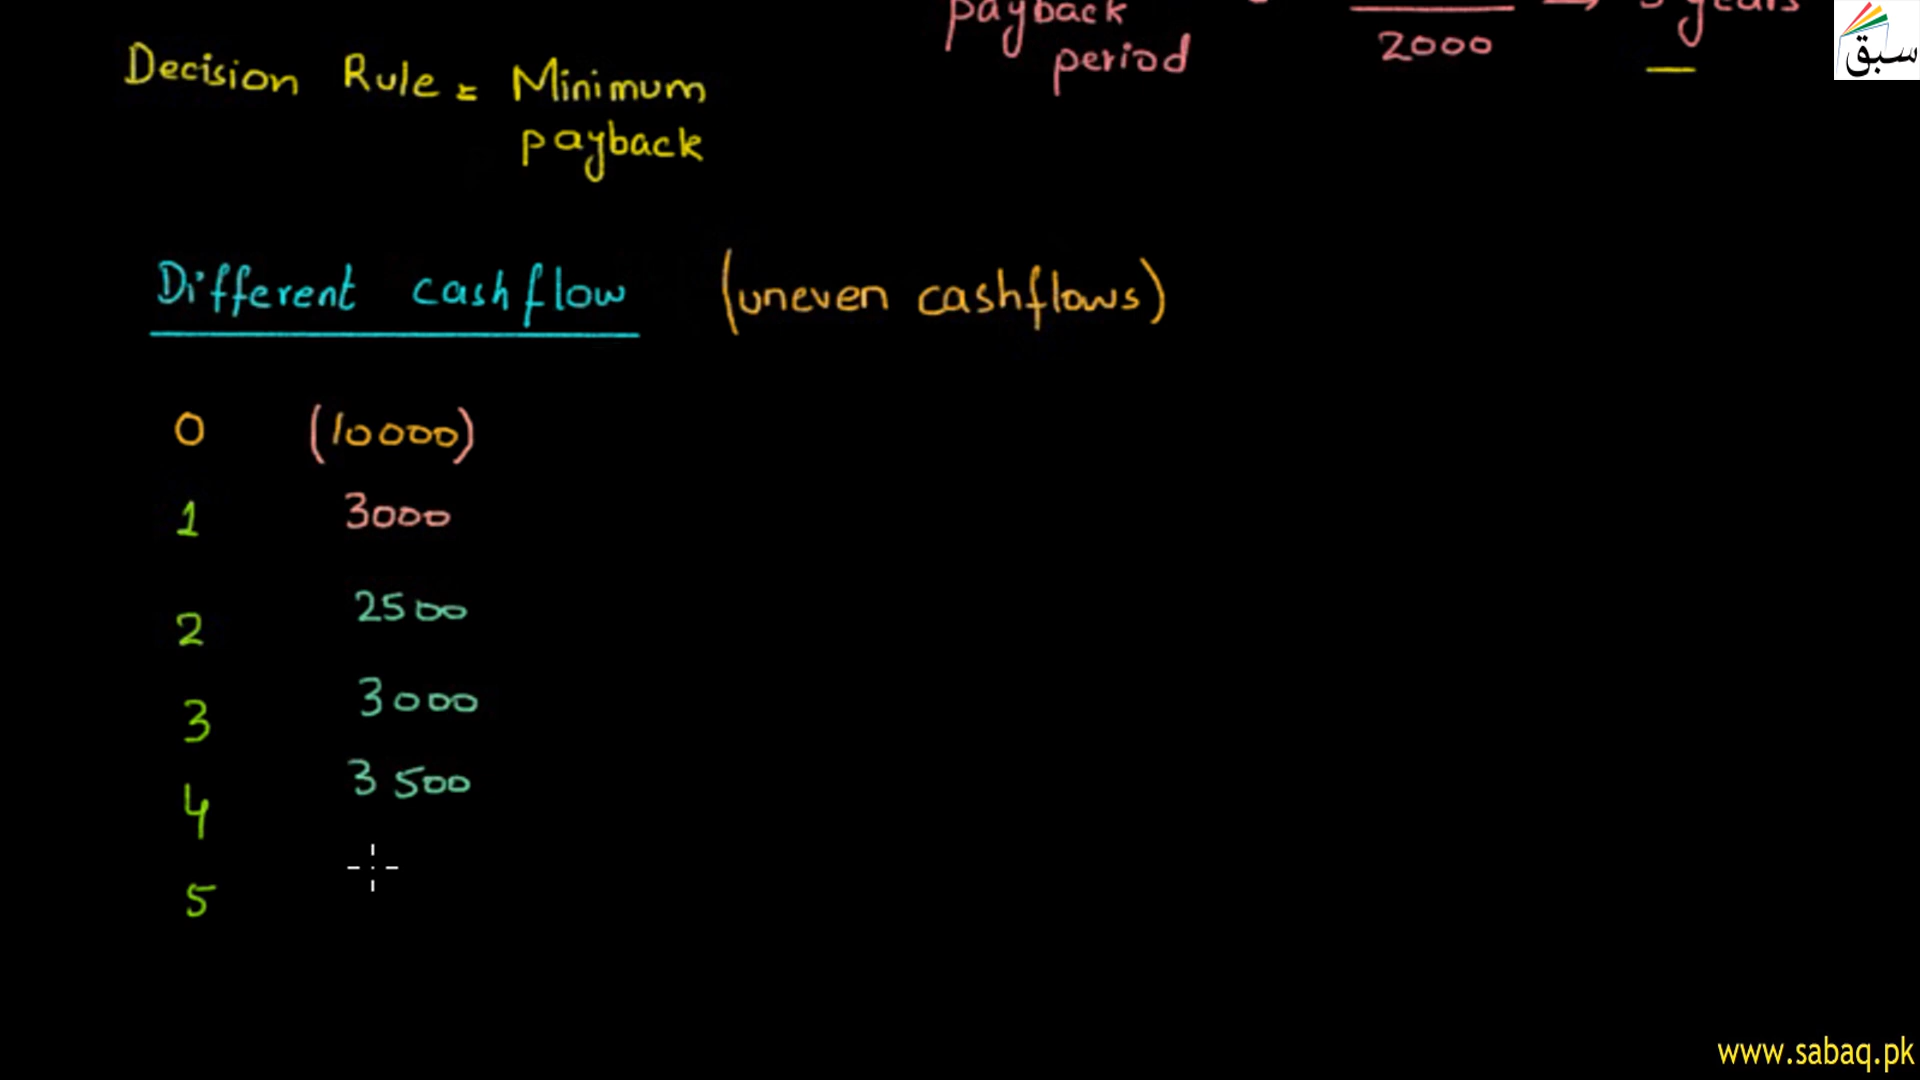 payback
2000
years
period
Decision Rule = Minimum
payback
سبق
Different cashflow (uneven cashflows)
0 (10000)
1 3000
2 2500
3 3000
4 3500
5
www.sabaq.pk